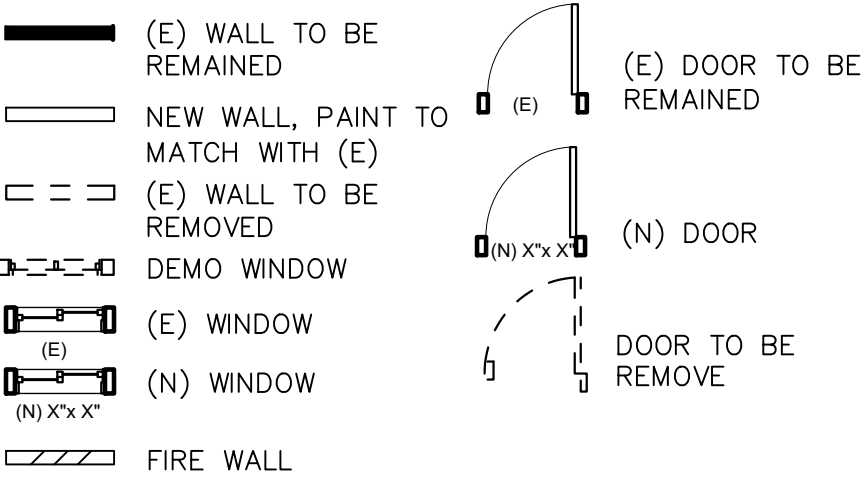 (E) WALL TO BE
REMAINED
NEW WALL, PAINT TO
MATCH WITH (E)
(E) WALL TO BE
REMOVED
DEMO WINDOW
(E) WINDOW
(E)
(N) WINDOW
(N) X"x X"
FIRE WALL
(E) DOOR TO BE
REMAINED
(E)
(N) DOOR
(N) X"x X"
DOOR TO BE
REMOVE